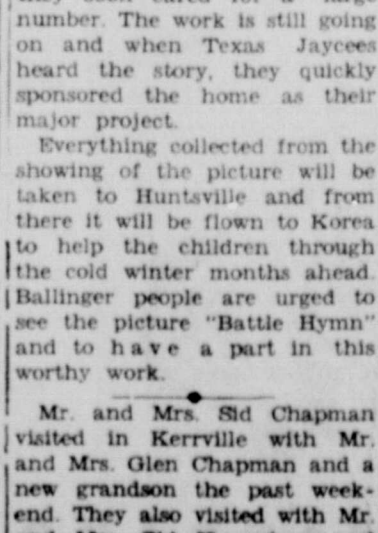 number. The work is still going
on and when Texas Jaycees
heard the story, they quickly
sponsored the home as their
major project.
Everything collected from the
showing of the picture will be
taken to Huntsville and from
there it will be flown to Korea
to help the children through
the cold winter months ahead.
Ballinger people are urged to
see the picture "Battle Hymn"
and to have a part in this
worthy work.
Mr. and Mrs. Sid Chapman
visited in Kerrville with Mr.
and Mrs. Glen Chapman and a
new grandson the past week-
end. They also visited with Mr.